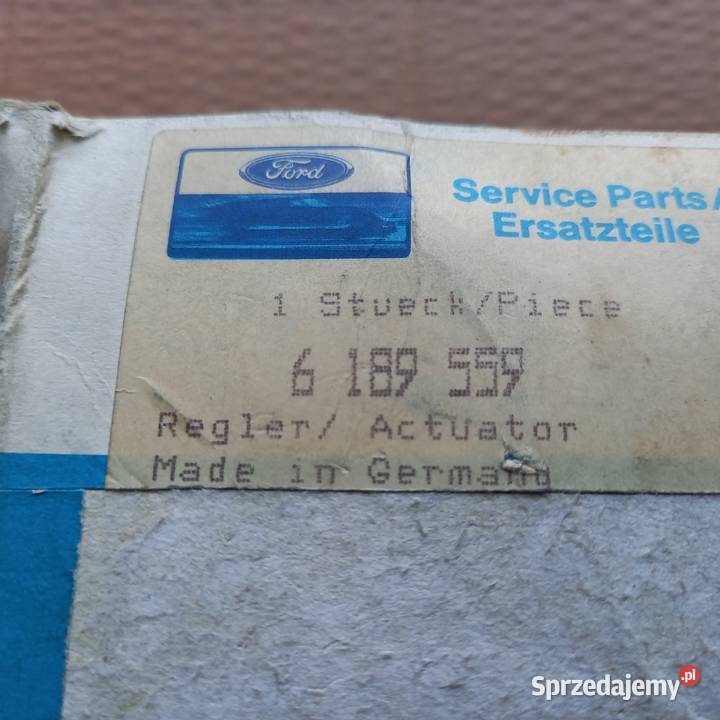 Ford
Service Parts/
Ersatzteile
1 Stueck/Piece
6 189 559
Regler/ Actuator
Made in Germany
Sprzedajemy.pl